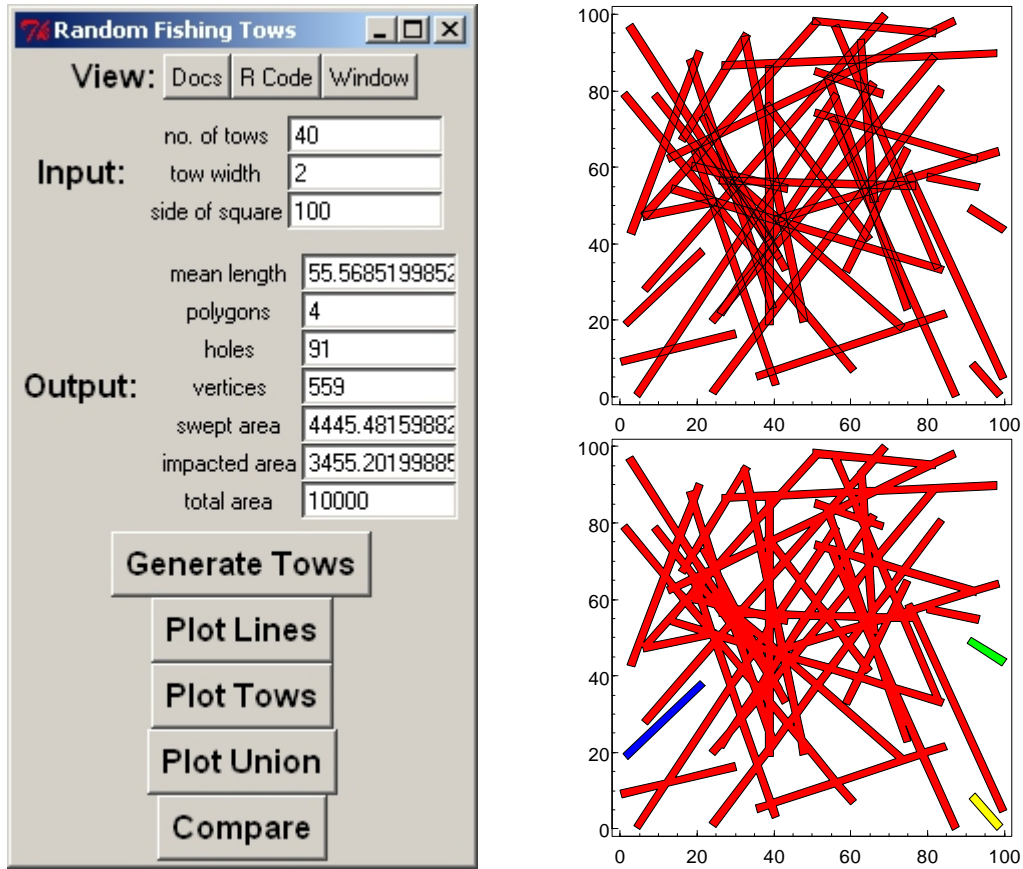 Random Fishing Tows
View: Docs R Code Window
Input:
no. of tows 40
tow width 2
side of square 100
Output:
mean length 55.5685199852
polygons 4
holes 91
vertices 559
swept area 4445.48159882
impacted area 3455.20199885
total area 10000
Generate Tows
Plot Lines
Plot Tows
Plot Union
Compare
100
80
60
40
20
0
0 20 40 60 80 100
100
80
60
40
20
0
0 20 40 60 80 100